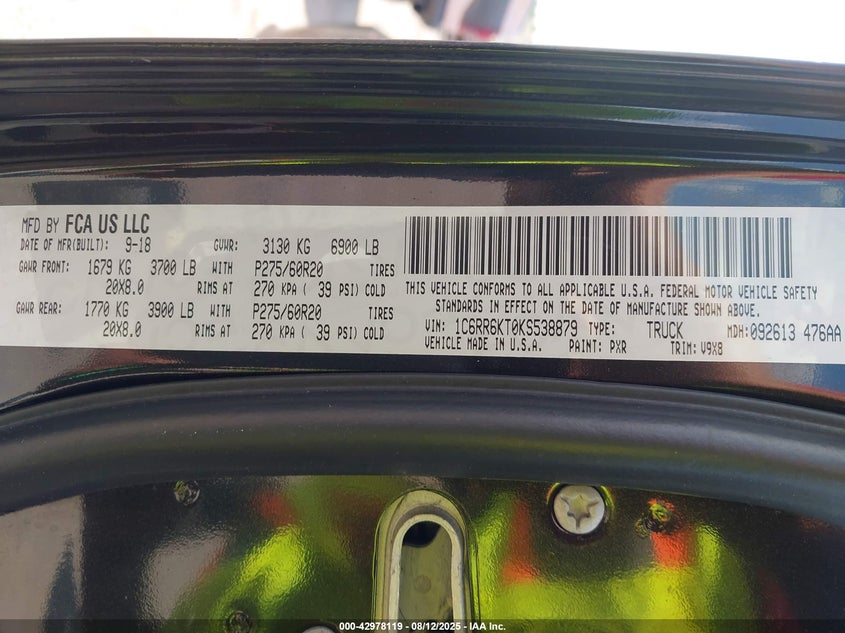 MFD BY FCA US LLC
DATE OF MFR(BUILT): 9-18 GVWR: 3130 KG 6900 LB
GAWR FRONT: 1679 KG 3700 LB WITH P275/60R20 TIRES
20X8.0 RIMS AT 270 KPA ( 39 PSI) COLD
GAWR REAR: 1770 KG 3900 LB WITH P275/60R20 TIRES
20X8.0 RIMS AT 270 KPA ( 39 PSI) COLD
THIS VEHICLE CONFORMS TO ALL APPLICABLE U.S.A. FEDERAL MOTOR VEHICLE SAFETY
STANDARDS IN EFFECT ON THE DATE OF MANUFACTURE SHOWN ABOVE.
VIN: 1C6RR6KT0KS538879 TYPE: TRUCK MDH:092613 476AA
VEHICLE MADE IN U.S.A. PAINT: PXR TRIM: V9X8
000-42978119 - 08/12/2025 - IAA Inc.